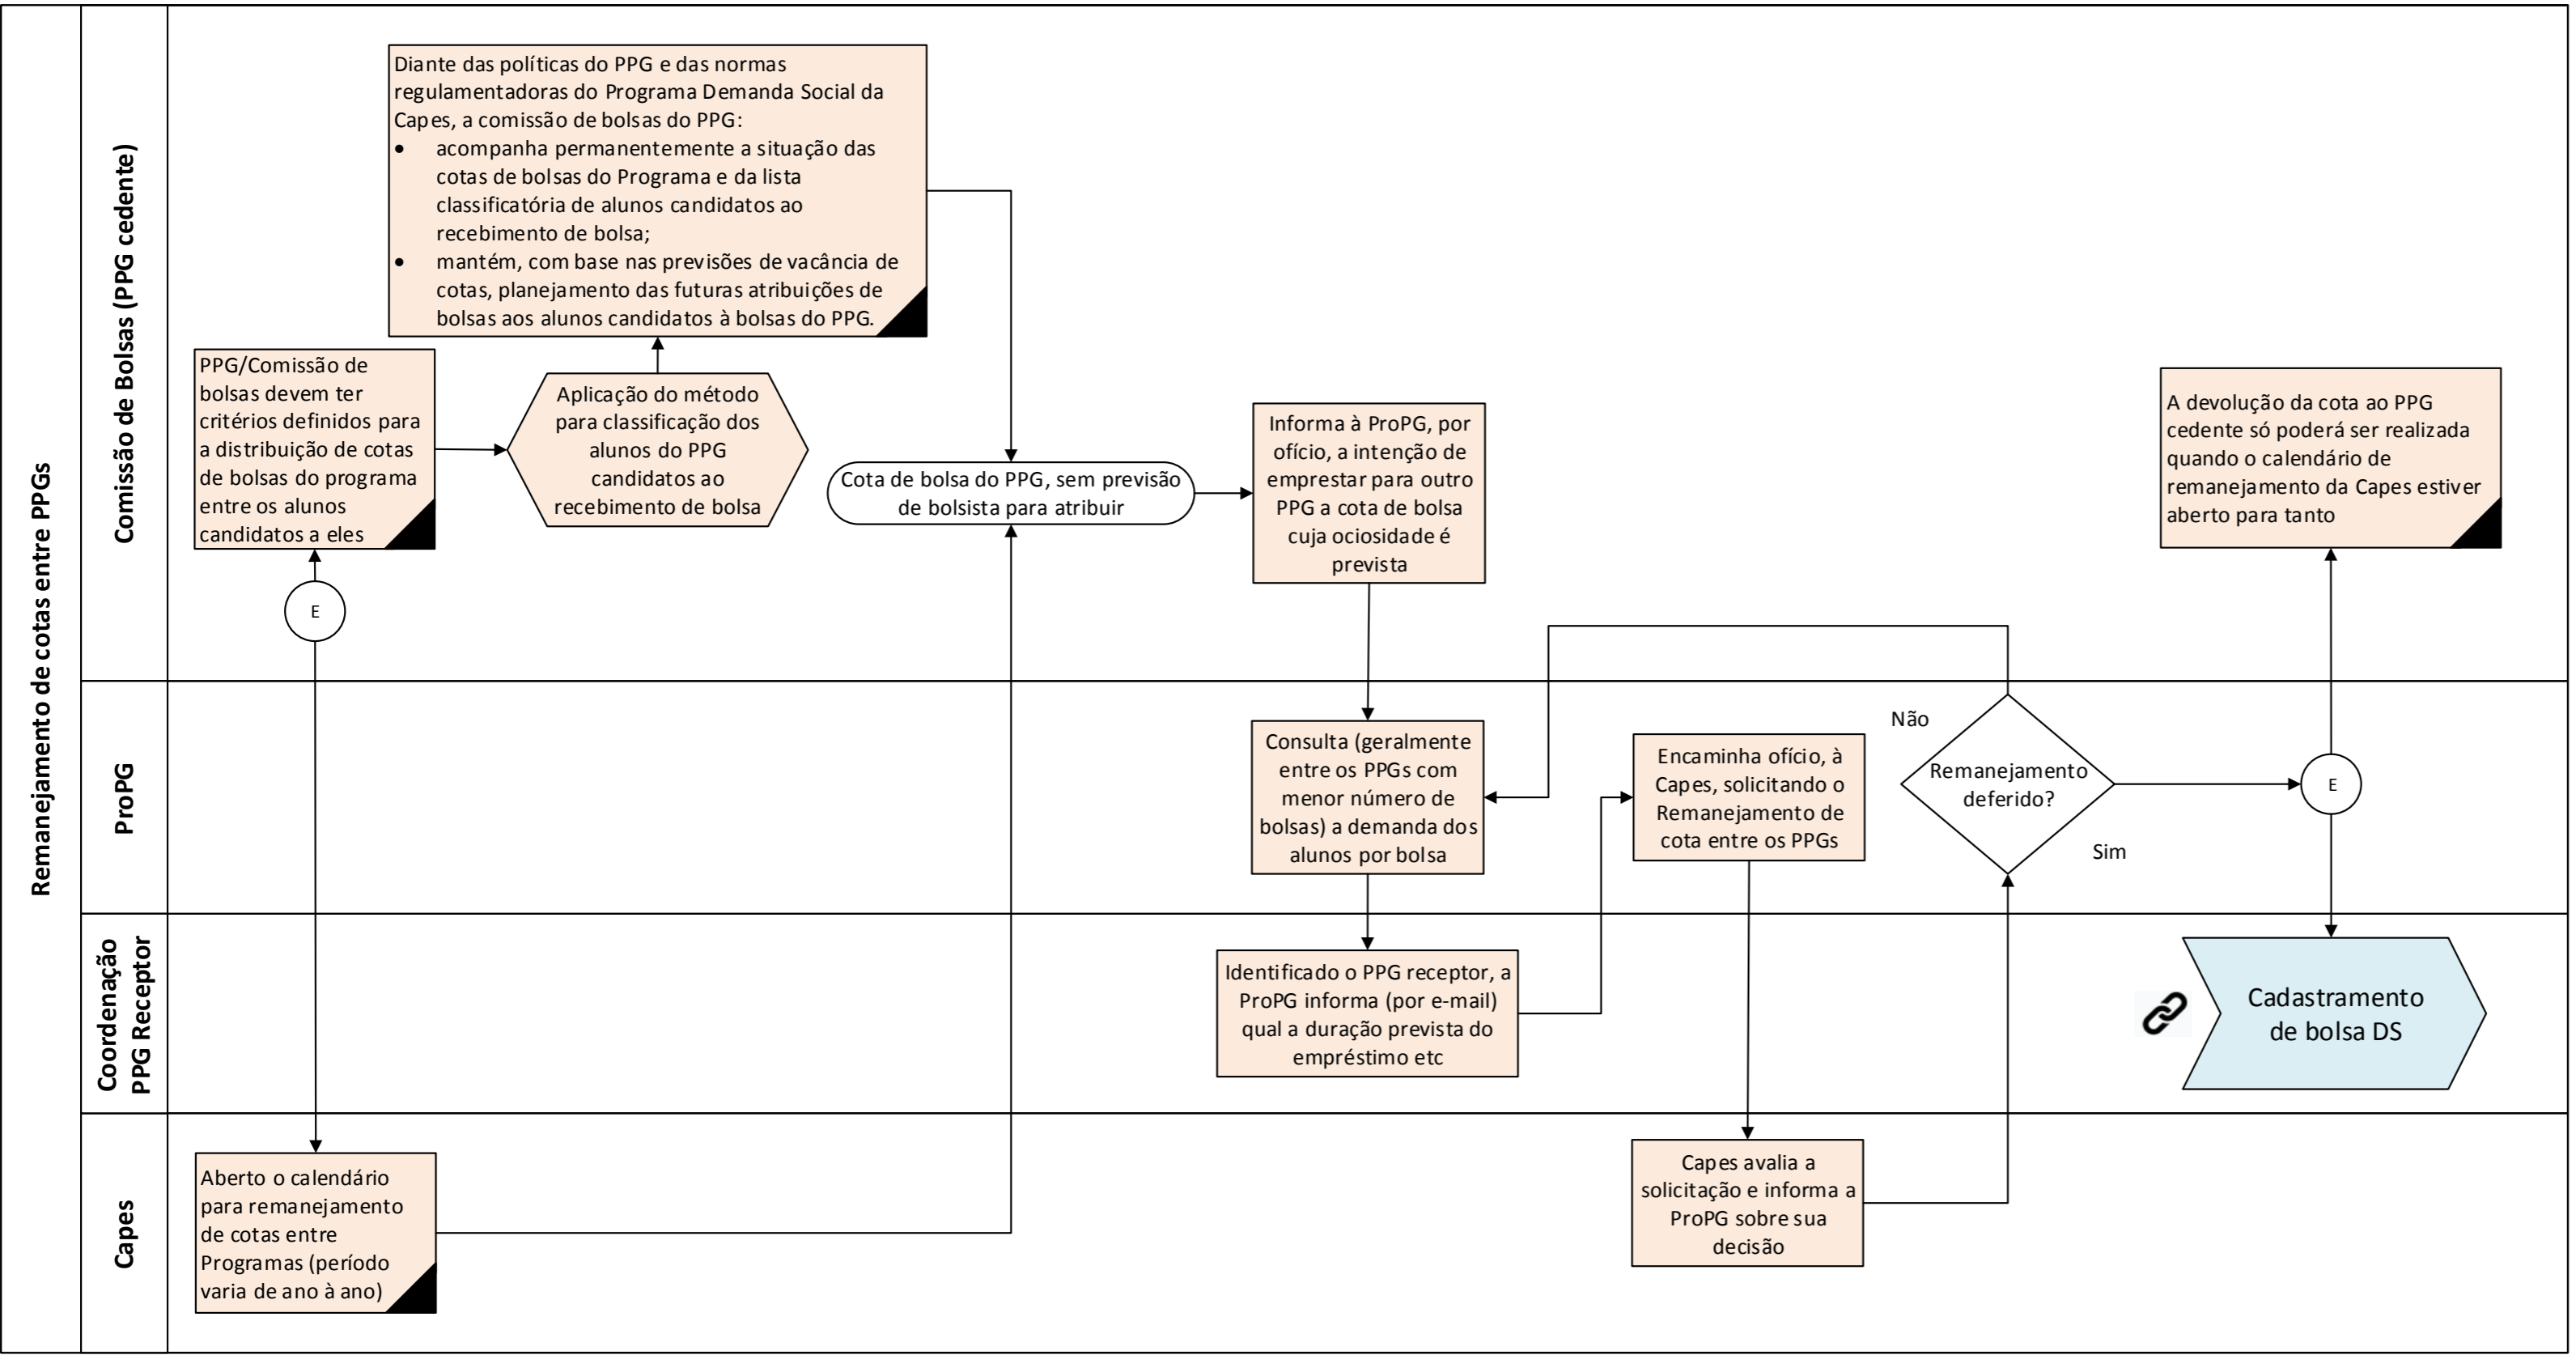 Remanejamento de cotas entre PPGs
Comissão de Bolsas (PPG cedente)
Diante das políticas do PPG e das normas
regulamentadoras do Programa Demanda Social da
Capes, a comissão de bolsas do PPG:
• acompanha permanentemente a situação das
cotas de bolsas do Programa e da lista
classificatória de alunos candidatos ao
recebimento de bolsa;
• mantém, com base nas previsões de vacância de
cotas, planejamento das futuras atribuições de
bolsas aos alunos candidatos à bolsas do PPG.
PPG/Comissão de
bolsas devem ter
critérios definidos para
a distribuição de cotas
de bolsas do programa
entre os alunos
candidatos a eles
Aplicação do método
para classificação dos
alunos do PPG
candidatos ao
recebimento de bolsa
Cota de bolsa do PPG, sem previsão
de bolsista para atribuir
Informa à ProPG, por
ofício, a intenção de
emprestar para outro
PPG a cota de bolsa
cuja ociosidade é
prevista
A devolução da cota ao PPG
cedente só poderá ser realizada
quando o calendário de
remanejamento da Capes estiver
aberto para tanto
E
ProPG
Consulta (geralmente
entre os PPGs com
menor número de
bolsas) a demanda dos
alunos por bolsa
Encaminha ofício, à
Capes, solicitando o
Remanejamento de
cota entre os PPGs
Não
Remanejamento
deferido?
Sim
E
Coordenação
PPG Receptor
Identificado o PPG receptor, a
ProPG informa (por e-mail)
qual a duração prevista do
empréstimo etc
Cadastramento
de bolsa DS
Capes
Aberto o calendário
para remanejamento
de cotas entre
Programas (período
varia de ano à ano)
Capes avalia a
solicitação e informa a
ProPG sobre sua
decisão